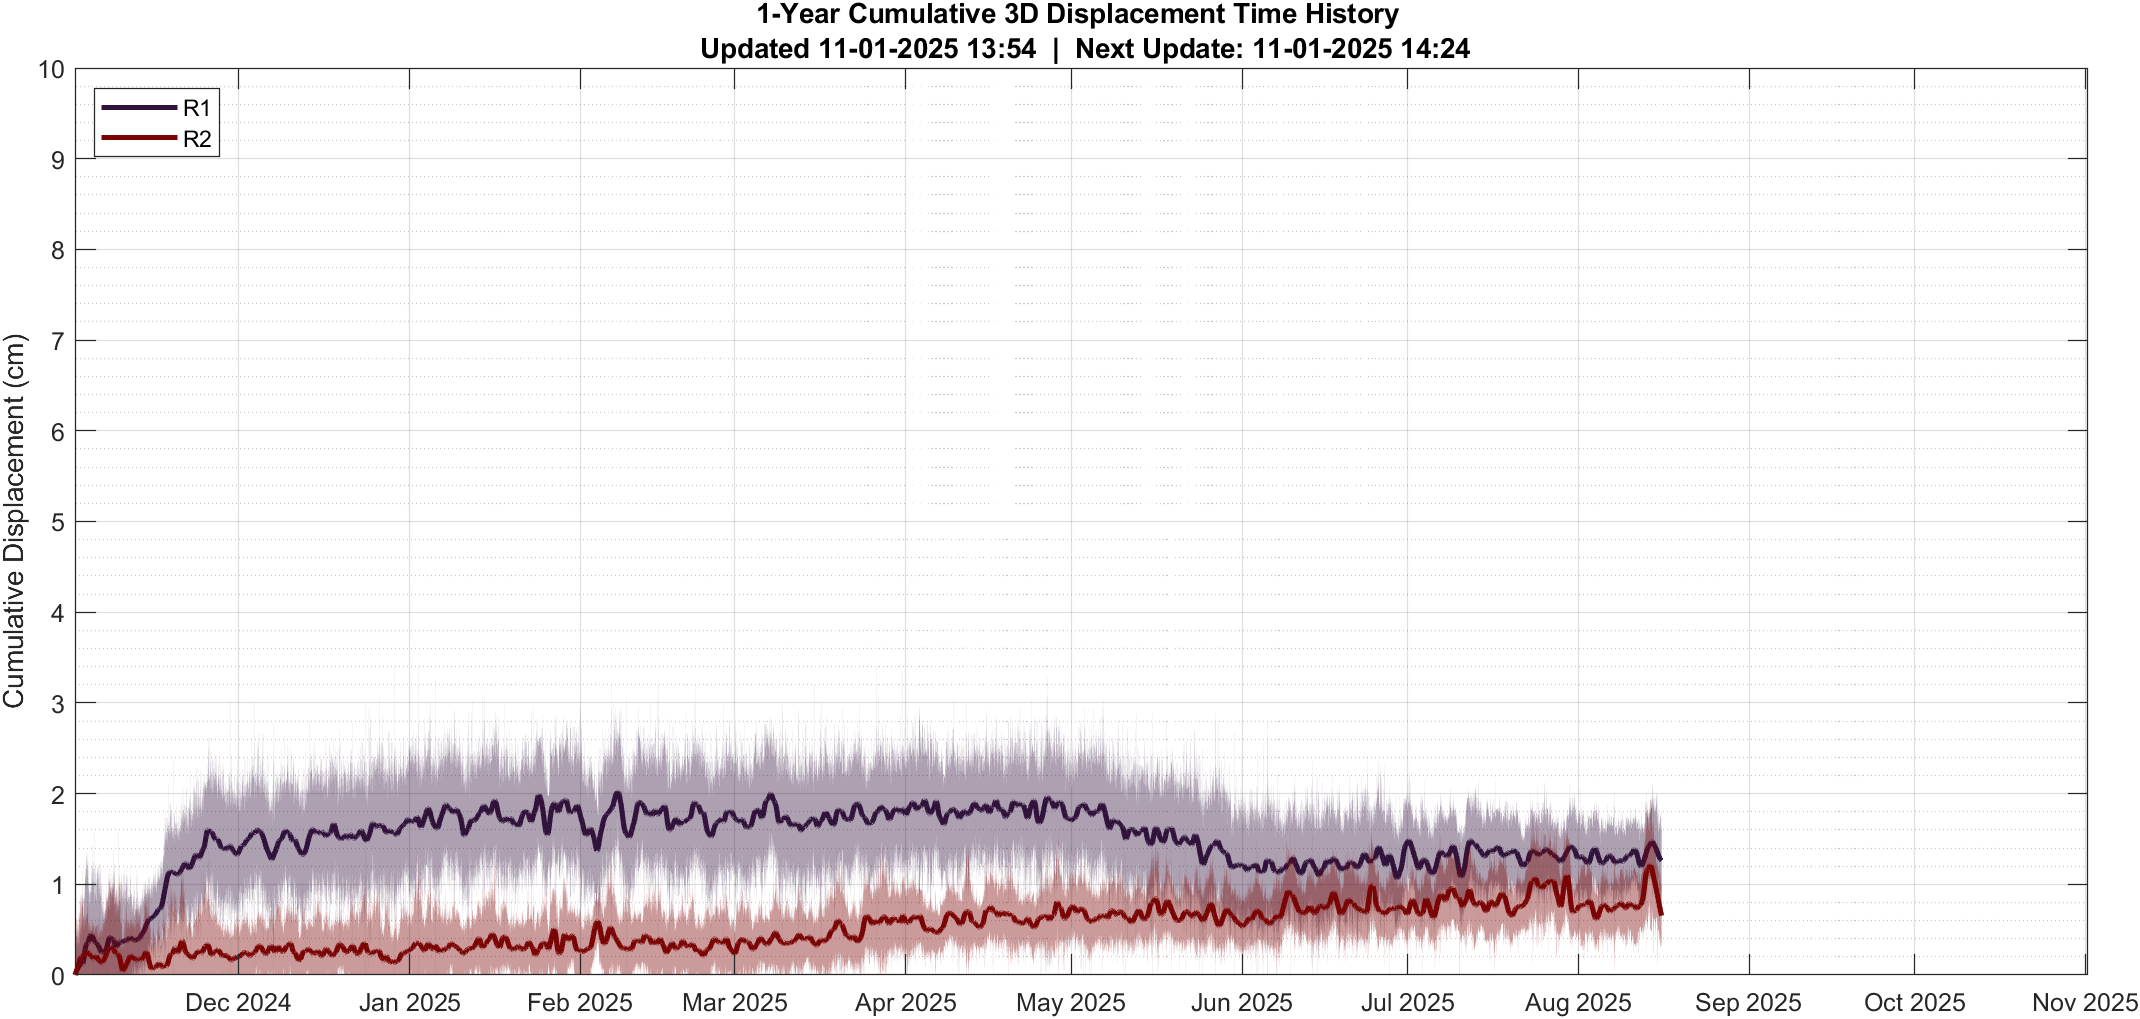 1-Year Cumulative 3D Displacement Time History
Updated 11-01-2025 13:54 | Next Update: 11-01-2025 14:24
R1
R2
Cumulative Displacement (cm)
10
9
8
7
6
5
4
3
2
1
0
Dec 2024 Jan 2025 Feb 2025 Mar 2025 Apr 2025 May 2025 Jun 2025 Jul 2025 Aug 2025 Sep 2025 Oct 2025 Nov 2025